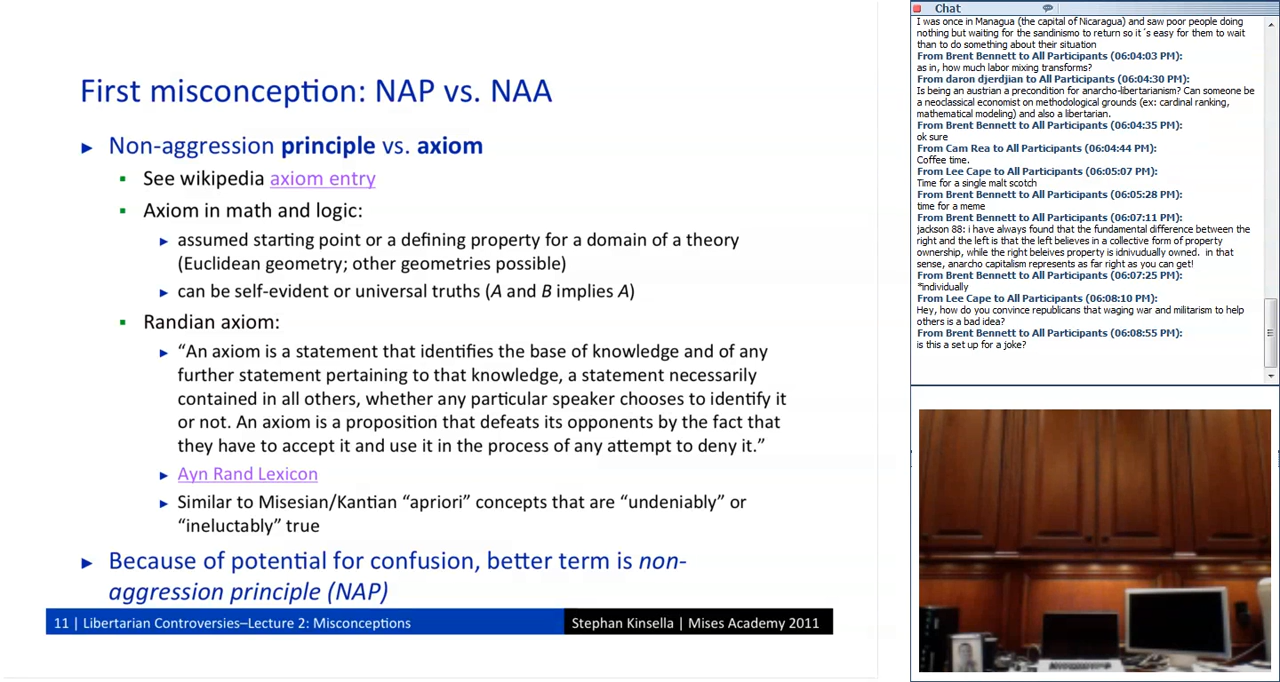 First misconception: NAP vs. NAA
Non-aggression principle vs. axiom
See wikipedia axiom entry
Axiom in math and logic:
assumed starting point or a defining property for a domain of a theory
(Euclidean geometry; other geometries possible)
can be self-evident or universal truths (A and B implies A)
Randian axiom:
“An axiom is a statement that identifies the base of knowledge and of any
further statement pertaining to that knowledge, a statement necessarily
contained in all others, whether any particular speaker chooses to identify it
or not. An axiom is a proposition that defeats its opponents by the fact that
they have to accept it and use it in the process of any attempt to deny it.”
Ayn Rand Lexicon
Similar to Misesian/Kantian “apriori” concepts that are “undeniably” or
“ineluctably” true
Because of potential for confusion, better term is non-
aggression principle (NAP)
11 | Libertarian Controversies–Lecture 2: Misconceptions
Stephan Kinsella | Mises Academy 2011
Chat
I was once in Managua (the capital of Nicaragua) and saw poor people doing
nothing but waiting for the sandinismo to return so it´s easy for them to wait
than to do something about their situation
From Brent Bennett to All Participants (06:04:03 PM):
as in, how much labor mixing transforms?
From daron djerdjian to All Participants (06:04:30 PM):
Is being an austrian a precondition for anarcho-libertarianism? Can someone be
a neoclassical economist on methodological grounds (ex: cardinal ranking,
mathematical modeling) and also a libertarian.
From Brent Bennett to All Participants (06:04:35 PM):
ok sure
From Cam Rea to All Participants (06:04:44 PM):
Coffee time.
From Lee Cape to All Participants (06:05:07 PM):
Time for a single malt scotch
From Brent Bennett to All Participants (06:05:28 PM):
time for a meme
From Brent Bennett to All Participants (06:07:11 PM):
jackson 88: i have always found that the fundamental difference between the
right and the left is that the left believes in a collective form of property
ownership, while the right beleives property is idnivudually owned.  in that
sense, anarcho capitalism represents as far right as you can get!
From Brent Bennett to All Participants (06:07:25 PM):
*individually
From Lee Cape to All Participants (06:08:10 PM):
Hey, how do you convince republicans that waging war and militarism to help
others is a bad idea?
From Brent Bennett to All Participants (06:08:55 PM):
is this a set up for a joke?